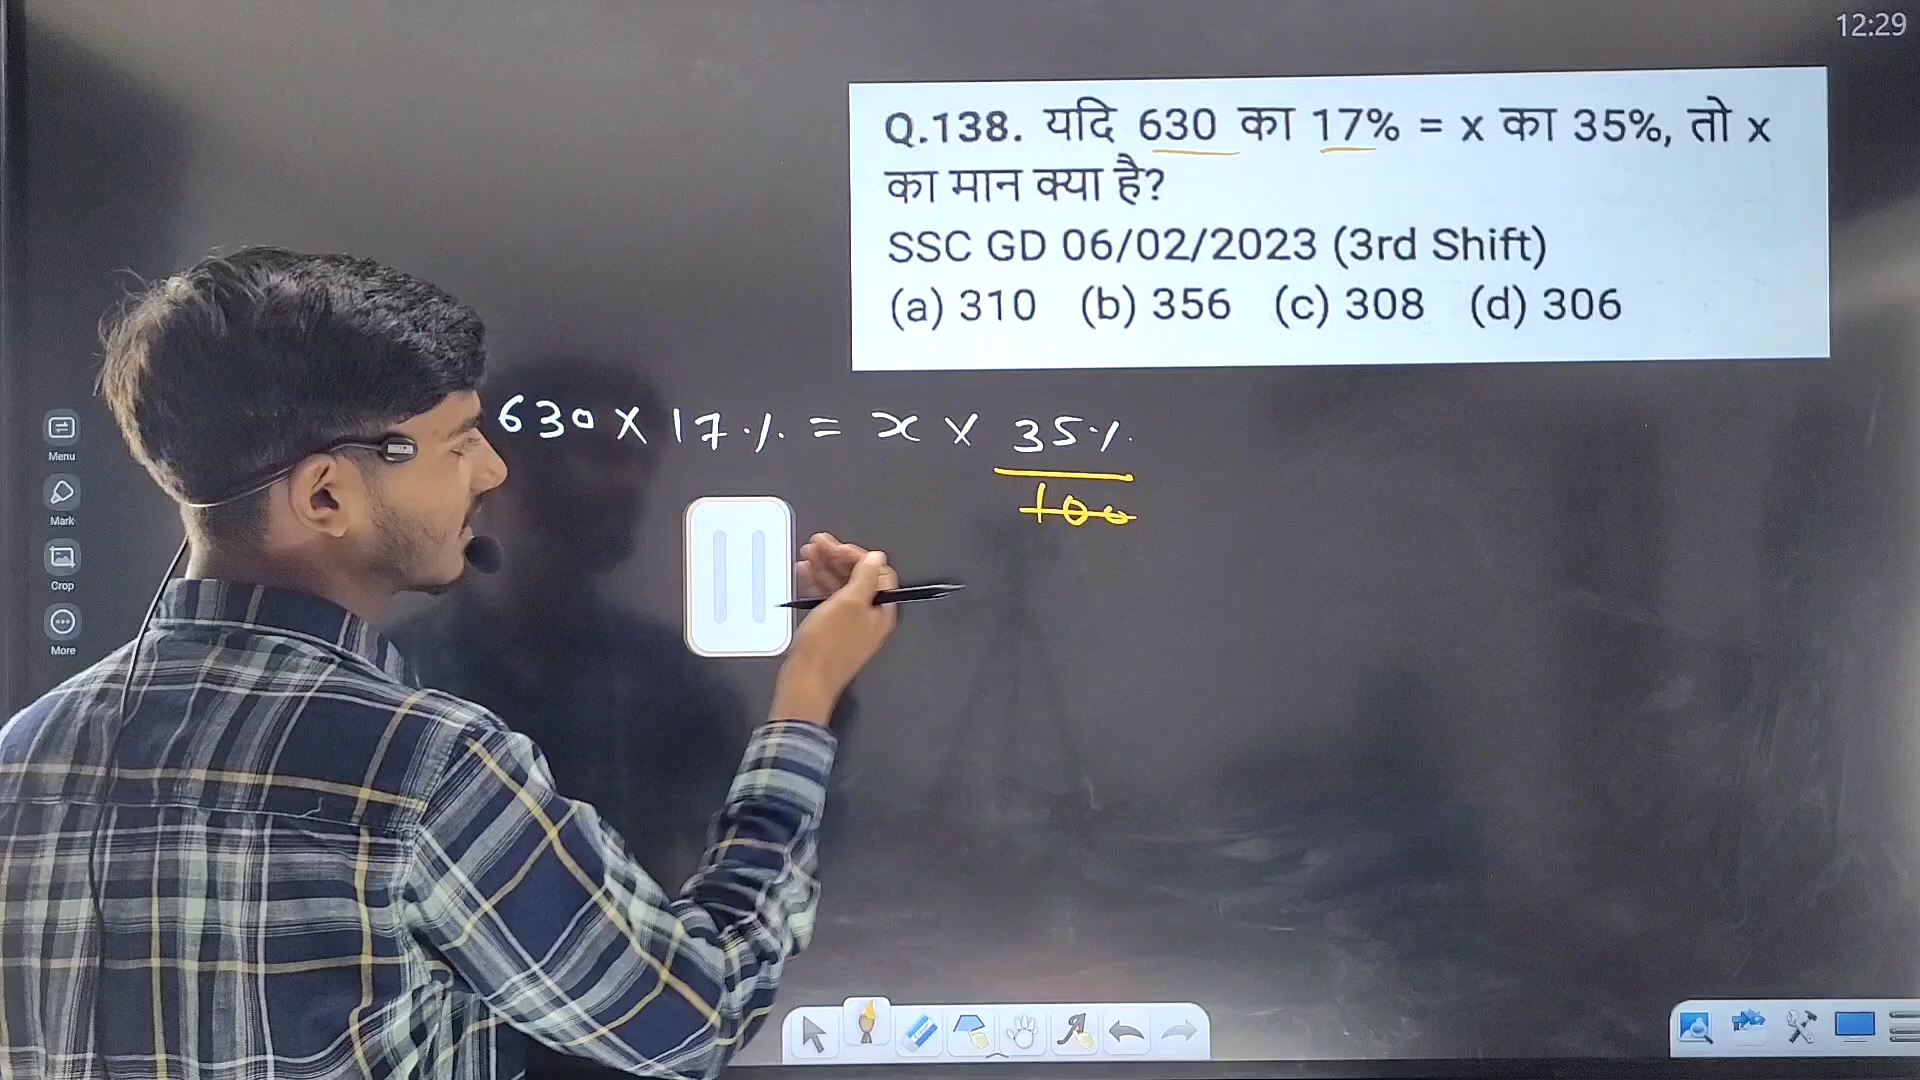 12:29
Q.138. यदि 630 का 17% = x का 35%, तो x
का मान क्या है?
SSC GD 06/02/2023 (3rd Shift)
(a) 310 (b) 356 (c) 308 (d) 306
630 × 17% = x × 35%
100
Menu
Mark
Crop
More